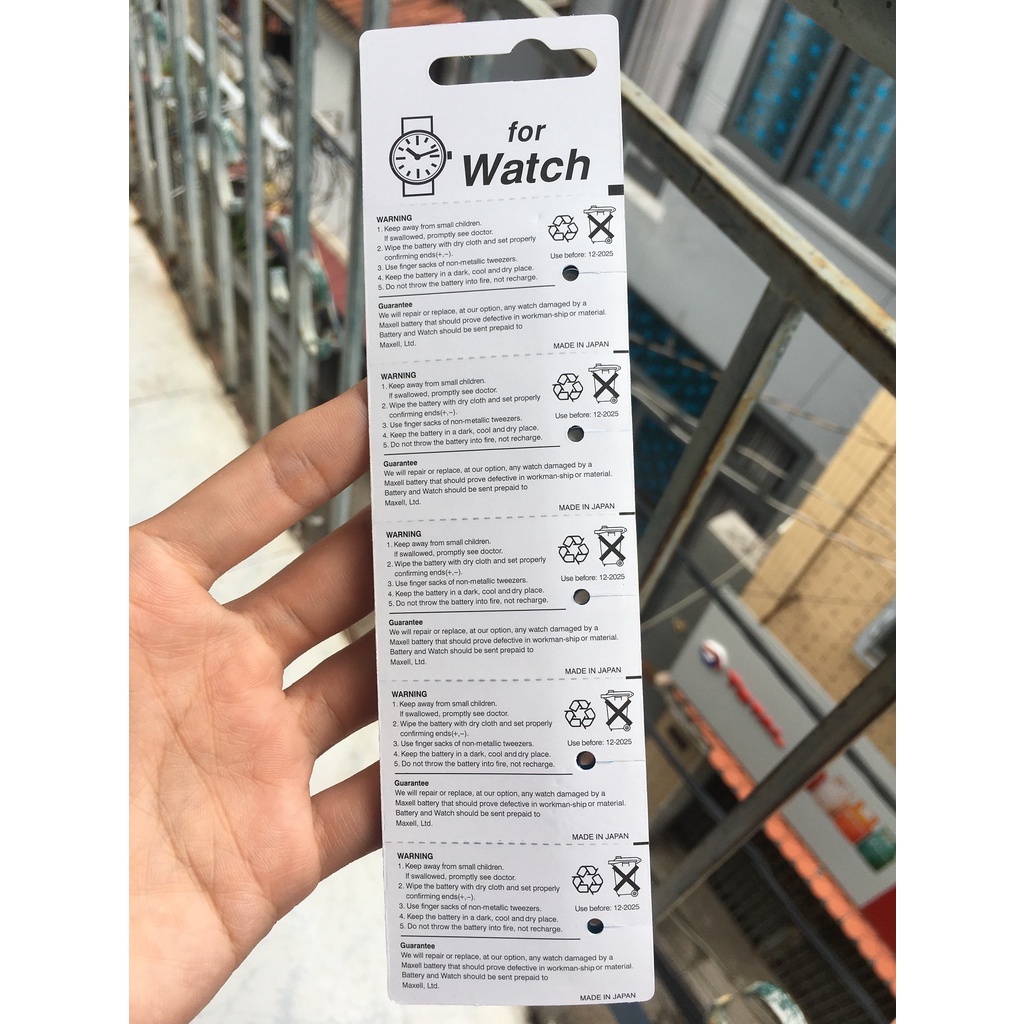 for
Watch
WARNING
1. Keep away from small children.
If swallowed, promptly see doctor.
2. Wipe the battery with dry cloth and set properly
confirming ends(+,−).
3. Use finger sacks of non-metallic tweezers.
4. Keep the battery in a dark, cool and dry place.
5. Do not throw the battery into fire, not recharge.
Use before: 12-2025
Guarantee
We will repair or replace, at our option, any watch damaged by a
Maxell battery that should prove defective in workman-ship or material.
Battery and Watch should be sent prepaid to
Maxell, Ltd.
MADE IN JAPAN
WARNING
1. Keep away from small children.
If swallowed, promptly see doctor.
2. Wipe the battery with dry cloth and set properly
confirming ends(+,−).
3. Use finger sacks of non-metallic tweezers.
4. Keep the battery in a dark, cool and dry place.
5. Do not throw the battery into fire, not recharge.
Use before: 12-2025
Guarantee
We will repair or replace, at our option, any watch damaged by a
Maxell battery that should prove defective in workman-ship or material.
Battery and Watch should be sent prepaid to
Maxell, Ltd.
MADE IN JAPAN
WARNING
1. Keep away from small children.
If swallowed, promptly see doctor.
2. Wipe the battery with dry cloth and set properly
confirming ends(+,−).
3. Use finger sacks of non-metallic tweezers.
4. Keep the battery in a dark, cool and dry place.
5. Do not throw the battery into fire, not recharge.
Use before: 12-2025
Guarantee
We will repair or replace, at our option, any watch damaged by a
Maxell battery that should prove defective in workman-ship or material.
Battery and Watch should be sent prepaid to
Maxell, Ltd.
MADE IN JAPAN
WARNING
1. Keep away from small children.
If swallowed, promptly see doctor.
2. Wipe the battery with dry cloth and set properly
confirming ends(+,−).
3. Use finger sacks of non-metallic tweezers.
4. Keep the battery in a dark, cool and dry place.
5. Do not throw the battery into fire, not recharge.
Use before: 12-2025
Guarantee
We will repair or replace, at our option, any watch damaged by a
Maxell battery that should prove defective in workman-ship or material.
Battery and Watch should be sent prepaid to
Maxell, Ltd.
MADE IN JAPAN
WARNING
1. Keep away from small children.
If swallowed, promptly see doctor.
2. Wipe the battery with dry cloth and set properly
confirming ends(+,−).
3. Use finger sacks of non-metallic tweezers.
4. Keep the battery in a dark, cool and dry place.
5. Do not throw the battery into fire, not recharge.
Use before: 12-2025
Guarantee
We will repair or replace, at our option, any watch damaged by a
Maxell battery that should prove defective in workman-ship or material.
Battery and Watch should be sent prepaid to
Maxell, Ltd.
MADE IN JAPAN